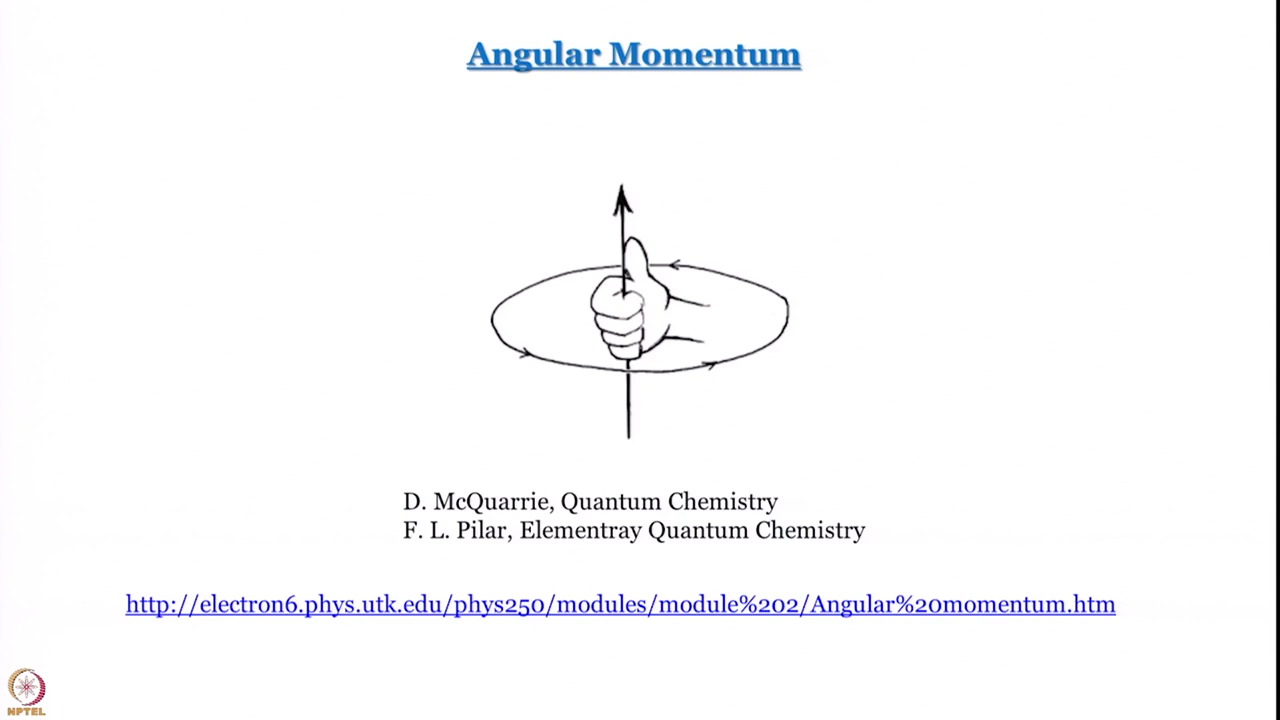 Angular Momentum
D. McQuarrie, Quantum Chemistry
F. L. Pilar, Elementray Quantum Chemistry
http://electron6.phys.utk.edu/phys250/modules/module%202/Angular%20momentum.htm
NPTEL